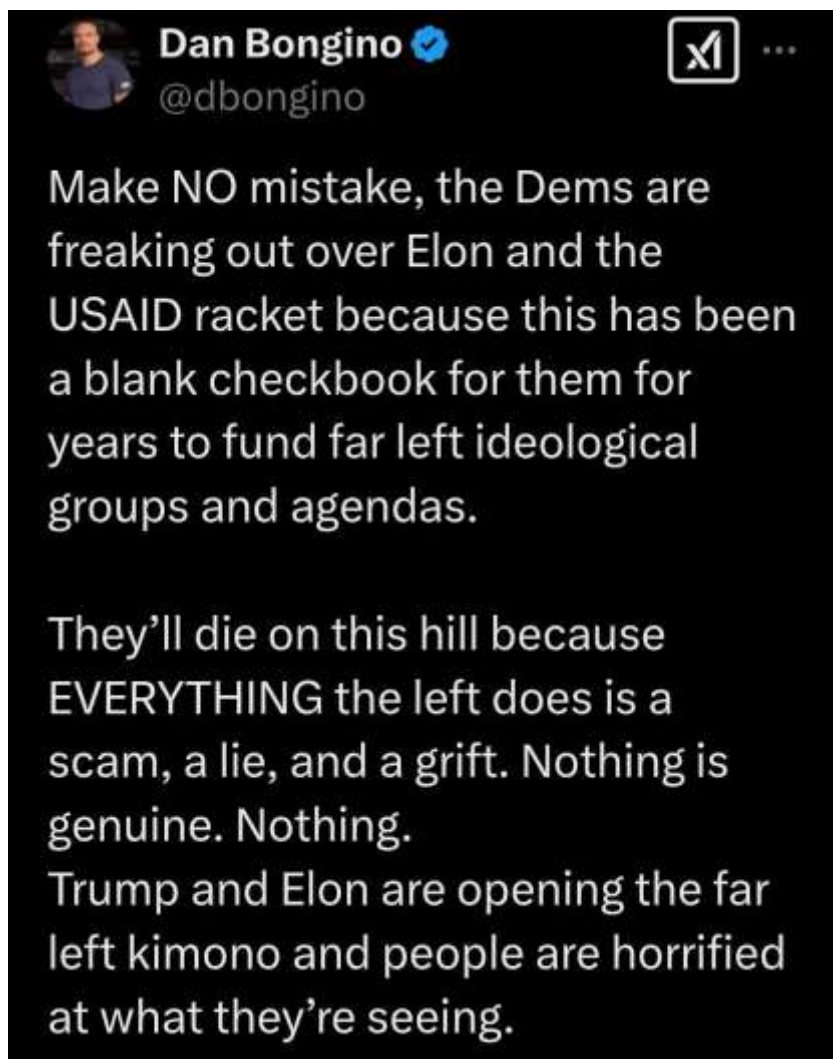 Dan Bongino
@dbongino
Make NO mistake, the Dems are
freaking out over Elon and the
USAID racket because this has been
a blank checkbook for them for
years to fund far left ideological
groups and agendas.
They’ll die on this hill because
EVERYTHING the left does is a
scam, a lie, and a grift. Nothing is
genuine. Nothing.
Trump and Elon are opening the far
left kimono and people are horrified
at what they’re seeing.